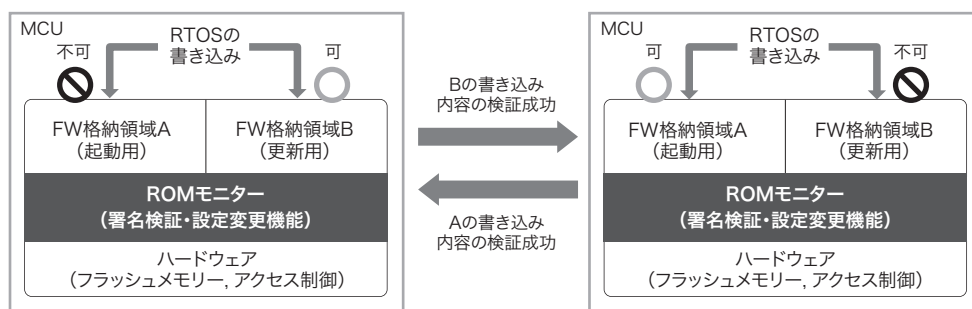 MCU
不可
RTOSの
書き込み
可
FW格納領域A
(起動用)
FW格納領域B
(更新用)
ROMモニター
(署名検証・設定変更機能)
ハードウェア
(フラッシュメモリー, アクセス制御)
Bの書き込み
内容の検証成功
Aの書き込み
内容の検証成功
MCU
可
RTOSの
書き込み
不可
FW格納領域A
(起動用)
FW格納領域B
(更新用)
ROMモニター
(署名検証・設定変更機能)
ハードウェア
(フラッシュメモリー, アクセス制御)